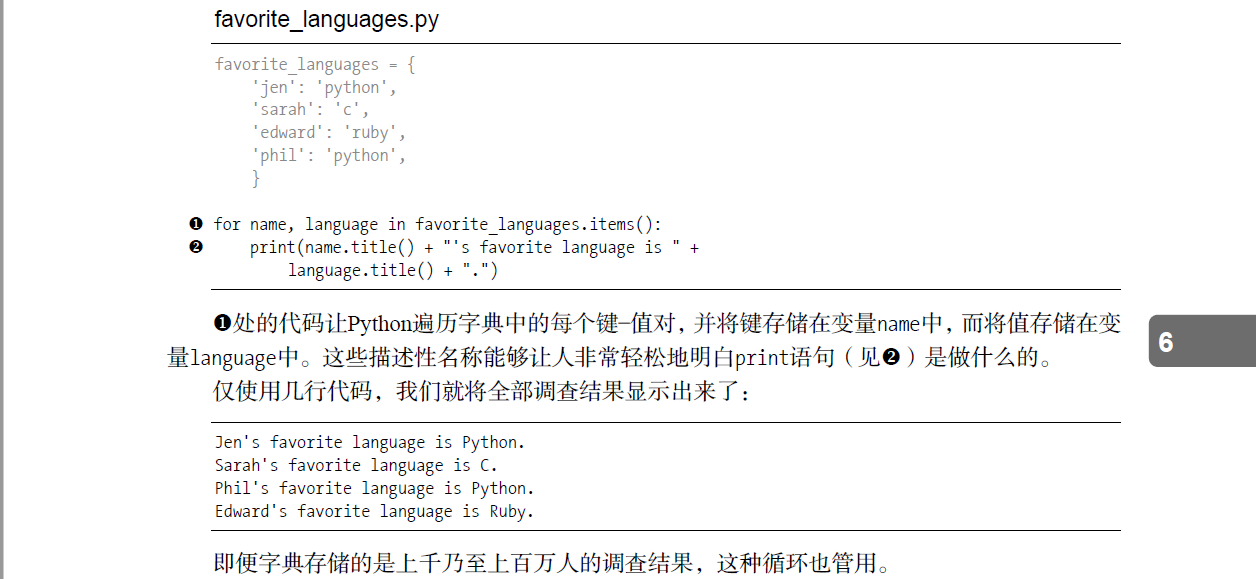 favorite_languages.py
favorite_languages = {
    'jen': 'python',
    'sarah': 'c',
    'edward': 'ruby',
    'phil': 'python',
    }
❶ for name, language in favorite_languages.items():
❷     print(name.title() + "'s favorite language is " +
        language.title() + ".")
❶处的代码让Python遍历字典中的每个键—值对，并将键存储在变量name中，而将值存储在变
量language中。这些描述性名称能够让人非常轻松地明白print语句（见❷）是做什么的。
仅使用几行代码，我们就将全部调查结果显示出来了：
Jen's favorite language is Python.
Sarah's favorite language is C.
Phil's favorite language is Python.
Edward's favorite language is Ruby.
即便字典存储的是上千乃至上百万人的调查结果，这种循环也管用。
6